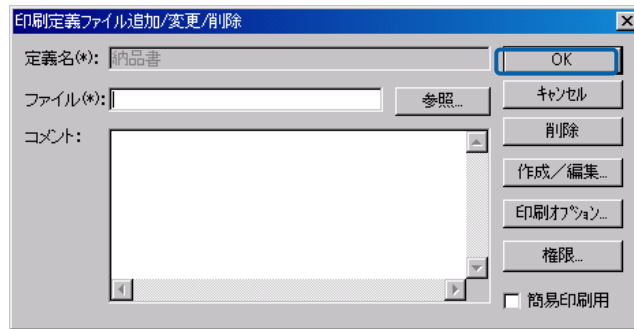 印刷定義ファイル追加/変更/削除
定義名(*): 納品書
OK
ファイル(*):
参照...
キャンセル
コメント:
削除
作成／編集...
印刷ｵﾌﾟｼｮﾝ...
権限...
簡易印刷用